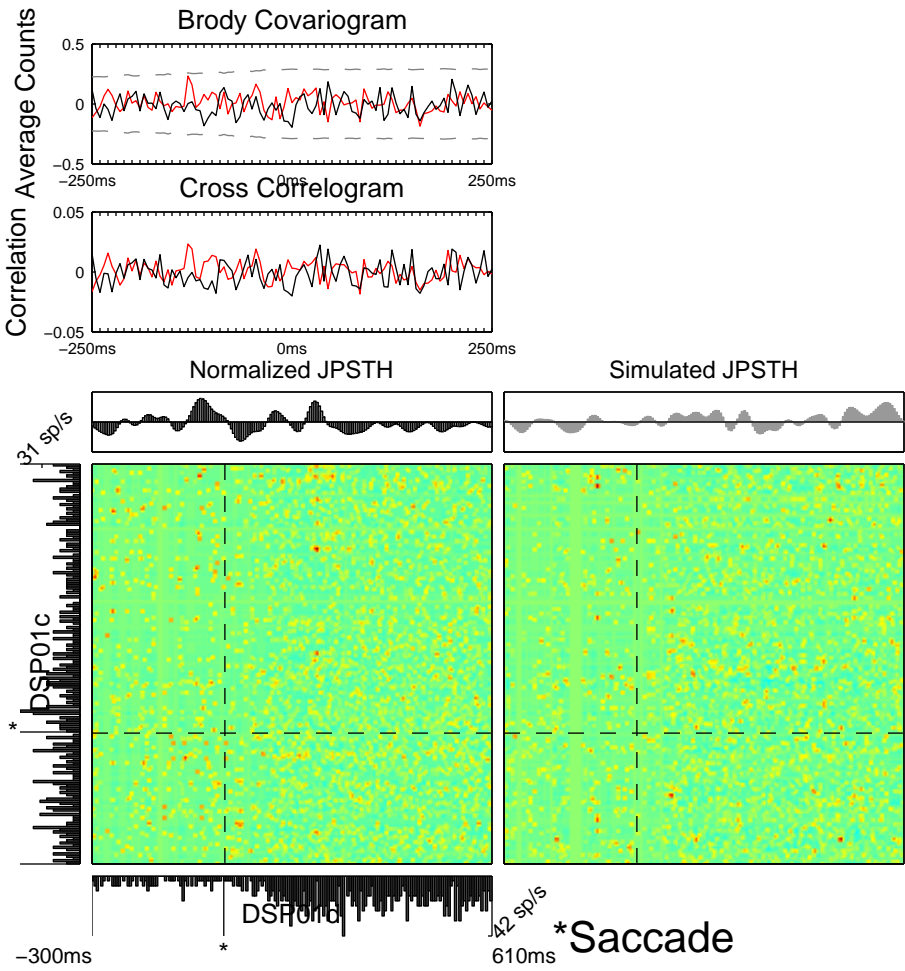 Brody Covariogram
Average Counts
0.5
0
−0.5
−250ms
0ms
250ms
Cross Correlogram
Correlation
0.05
0
−0.05
−250ms
0ms
250ms
Normalized JPSTH
Simulated JPSTH
31 sp/s
DSP01c
*
DSP01d
42 sp/s
*
*Saccade
−300ms
610ms